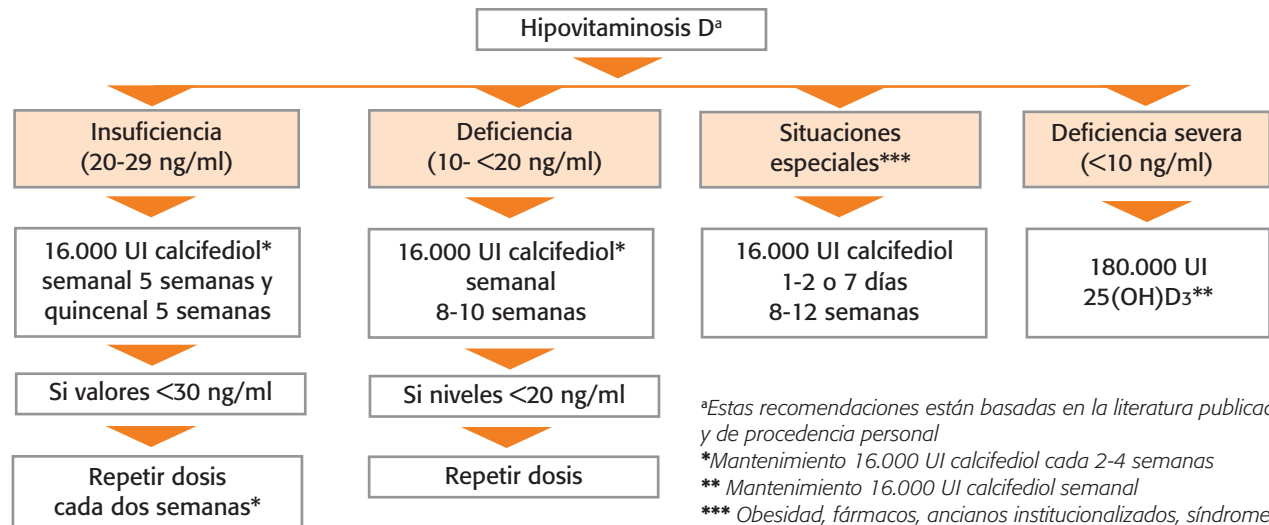 Hipovitaminosis Dª
Insuficiencia
(20-29 ng/ml)
Deficiencia
(10- <20 ng/ml)
Situaciones
especiales***
Deficiencia severa
(<10 ng/ml)
16.000 UI calcifediol*
semanal 5 semanas y
quincenal 5 semanas
16.000 UI calcifediol*
semanal
8-10 semanas
16.000 UI calcifediol
1-2 o 7 días
8-12 semanas
180.000 UI
25(OH)D3**
Si valores <30 ng/ml
Si niveles <20 ng/ml
Repetir dosis
cada dos semanas*
Repetir dosis
ªEstas recomendaciones están basadas en la literatura
y de procedencia personal
*Mantenimiento 16.000 UI calcifediol cada 2-4 semanas
** Mantenimiento 16.000 UI calcifediol semanal
*** Obesidad, fármacos, ancianos institucionalizados, síndrome